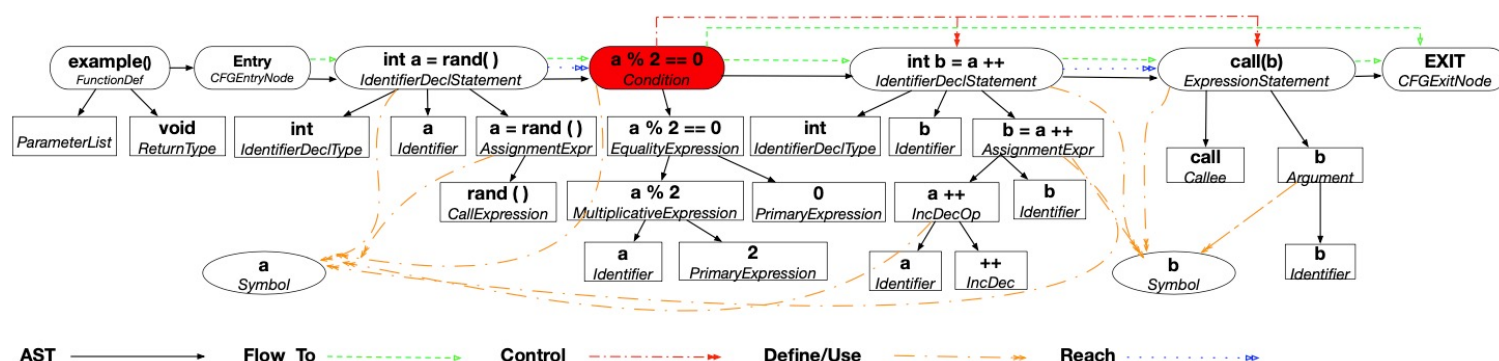 example()
FunctionDef
Entry
CFGEntryNode
int a = rand( )
IdentifierDeclStatement
a % 2 == 0
Condition
int b = a ++
IdentifierDeclStatement
call(b)
ExpressionStatement
EXIT
CFGExitNode
ParameterList
void
ReturnType
int
IdentifierDeclType
a
Identifier
a = rand ( )
AssignmentExpr
a % 2 == 0
EqualityExpression
int
IdentifierDeclType
b
Identifier
b = a ++
AssignmentExpr
call
Callee
b
Argument
rand ( )
CallExpression
a % 2
MultiplicativeExpression
0
PrimaryExpression
a ++
IncDecOp
b
Identifier
a
Symbol
a
Identifier
2
PrimaryExpression
a
Identifier
++
IncDec
b
Symbol
b
Identifier
AST
Flow_To
Control
Define/Use
Reach